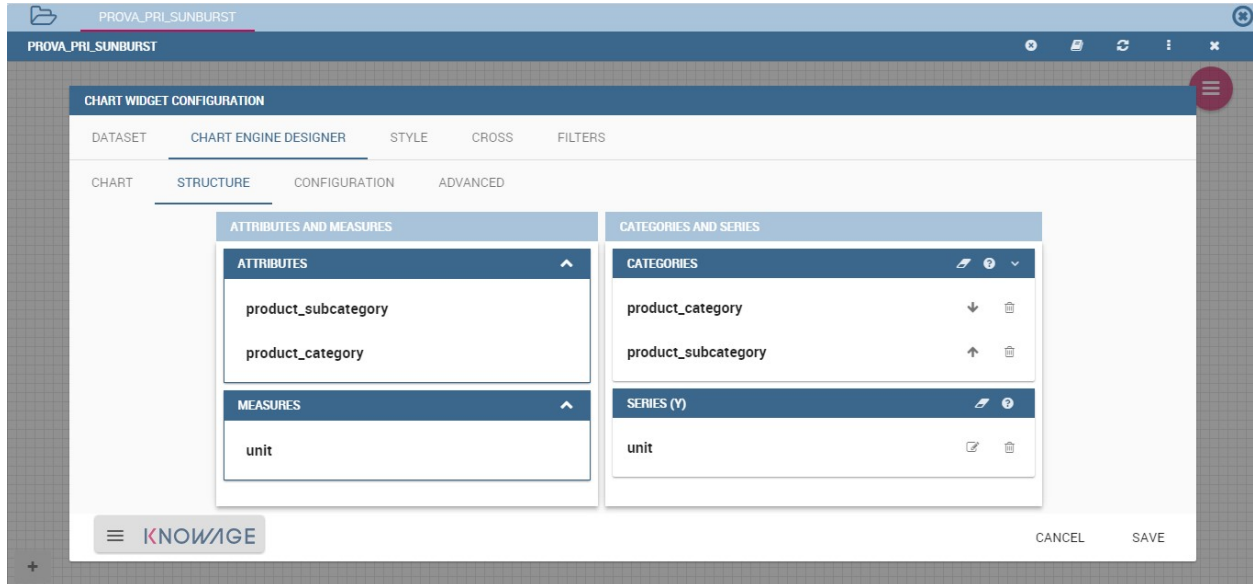 PROVA_PRI_SUNBURST
PROVA_PRI_SUNBURST
CHART WIDGET CONFIGURATION
DATASET CHART ENGINE DESIGNER STYLE CROSS FILTERS
CHART STRUCTURE CONFIGURATION ADVANCED
ATTRIBUTES AND MEASURES
ATTRIBUTES
product_subcategory
product_category
MEASURES
unit
CATEGORIES AND SERIES
CATEGORIES
product_category
product_subcategory
SERIES (Y)
unit
KNOWAGE
CANCEL SAVE